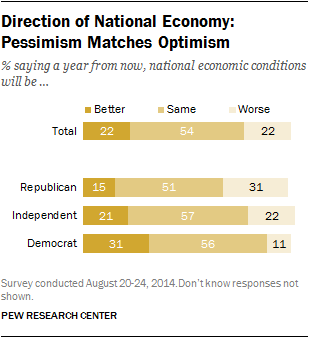 Direction of National Economy:
Pessimism Matches Optimism
% saying a year from now, national economic conditions
will be ...
Better Same Worse
Total 22 54 22
Republican 15 51 31
Independent 21 57 22
Democrat 31 56 11
Survey conducted August 20-24, 2014. Don't know responses not
shown.
PEW RESEARCH CENTER